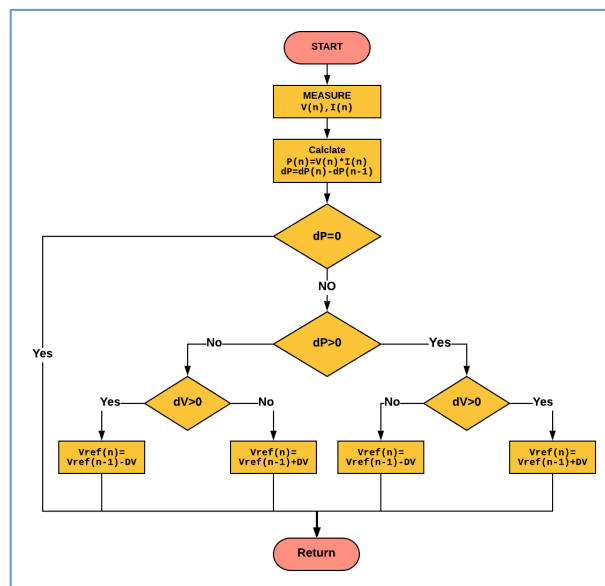 START
MEASURE
V(n),I(n)
Calclate
P(n)=V(n)*I(n)
dP=dP(n)-dP(n-1)
dP=0
NO
dP>0
No
Yes
Yes
dV>0
dV>0
Yes
No
No
Yes
Vref(n)=
Vref(n-1)-DV
Vref(n)=
Vref(n-1)+DV
Vref(n)=
Vref(n-1)-DV
Vref(n)=
Vref(n-1)+DV
Return